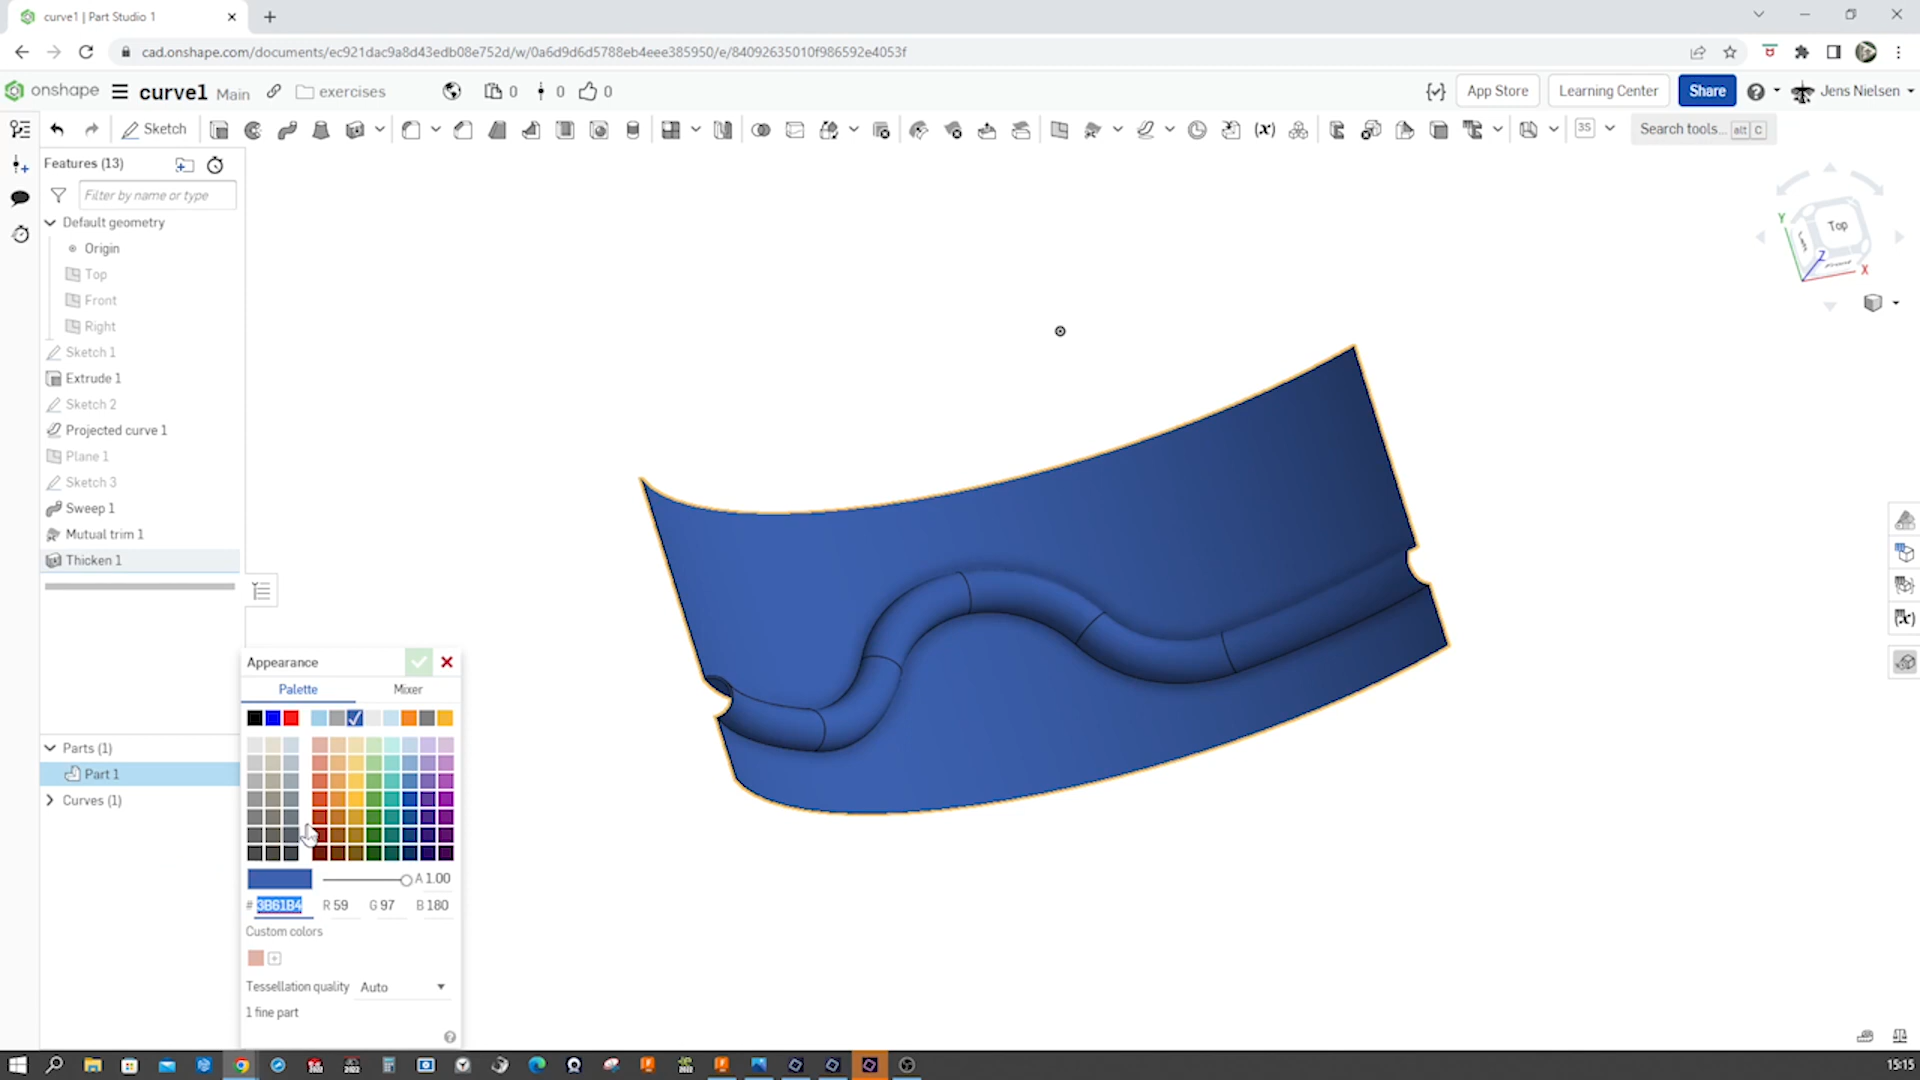 curve1 | Part Studio 1
cad.onshape.com/documents/ec921dac9a8d43edb08e752d/w/0a6d9d6d5788eb4eee385950/e/84092635010f986592e4053f
onshape curve1 Main exercises 0 0 0 App Store Learning Center Share Jens Nielsen
Sketch Search tools... alt C
Features (13)
Filter by name or type
Default geometry
Origin
Top
Front
Right
Sketch 1
Extrude 1
Sketch 2
Projected curve 1
Plane 1
Sketch 3
Sweep 1
Mutual trim 1
Thicken 1
Y
Top
Z
X
Appearance
Palette Mixer
Parts (1)
Part 1
Curves (1)
A 1.00
# 3B61B4 R 59 G 97 B 180
Custom colors
Tessellation quality Auto
1 fine part
15:15